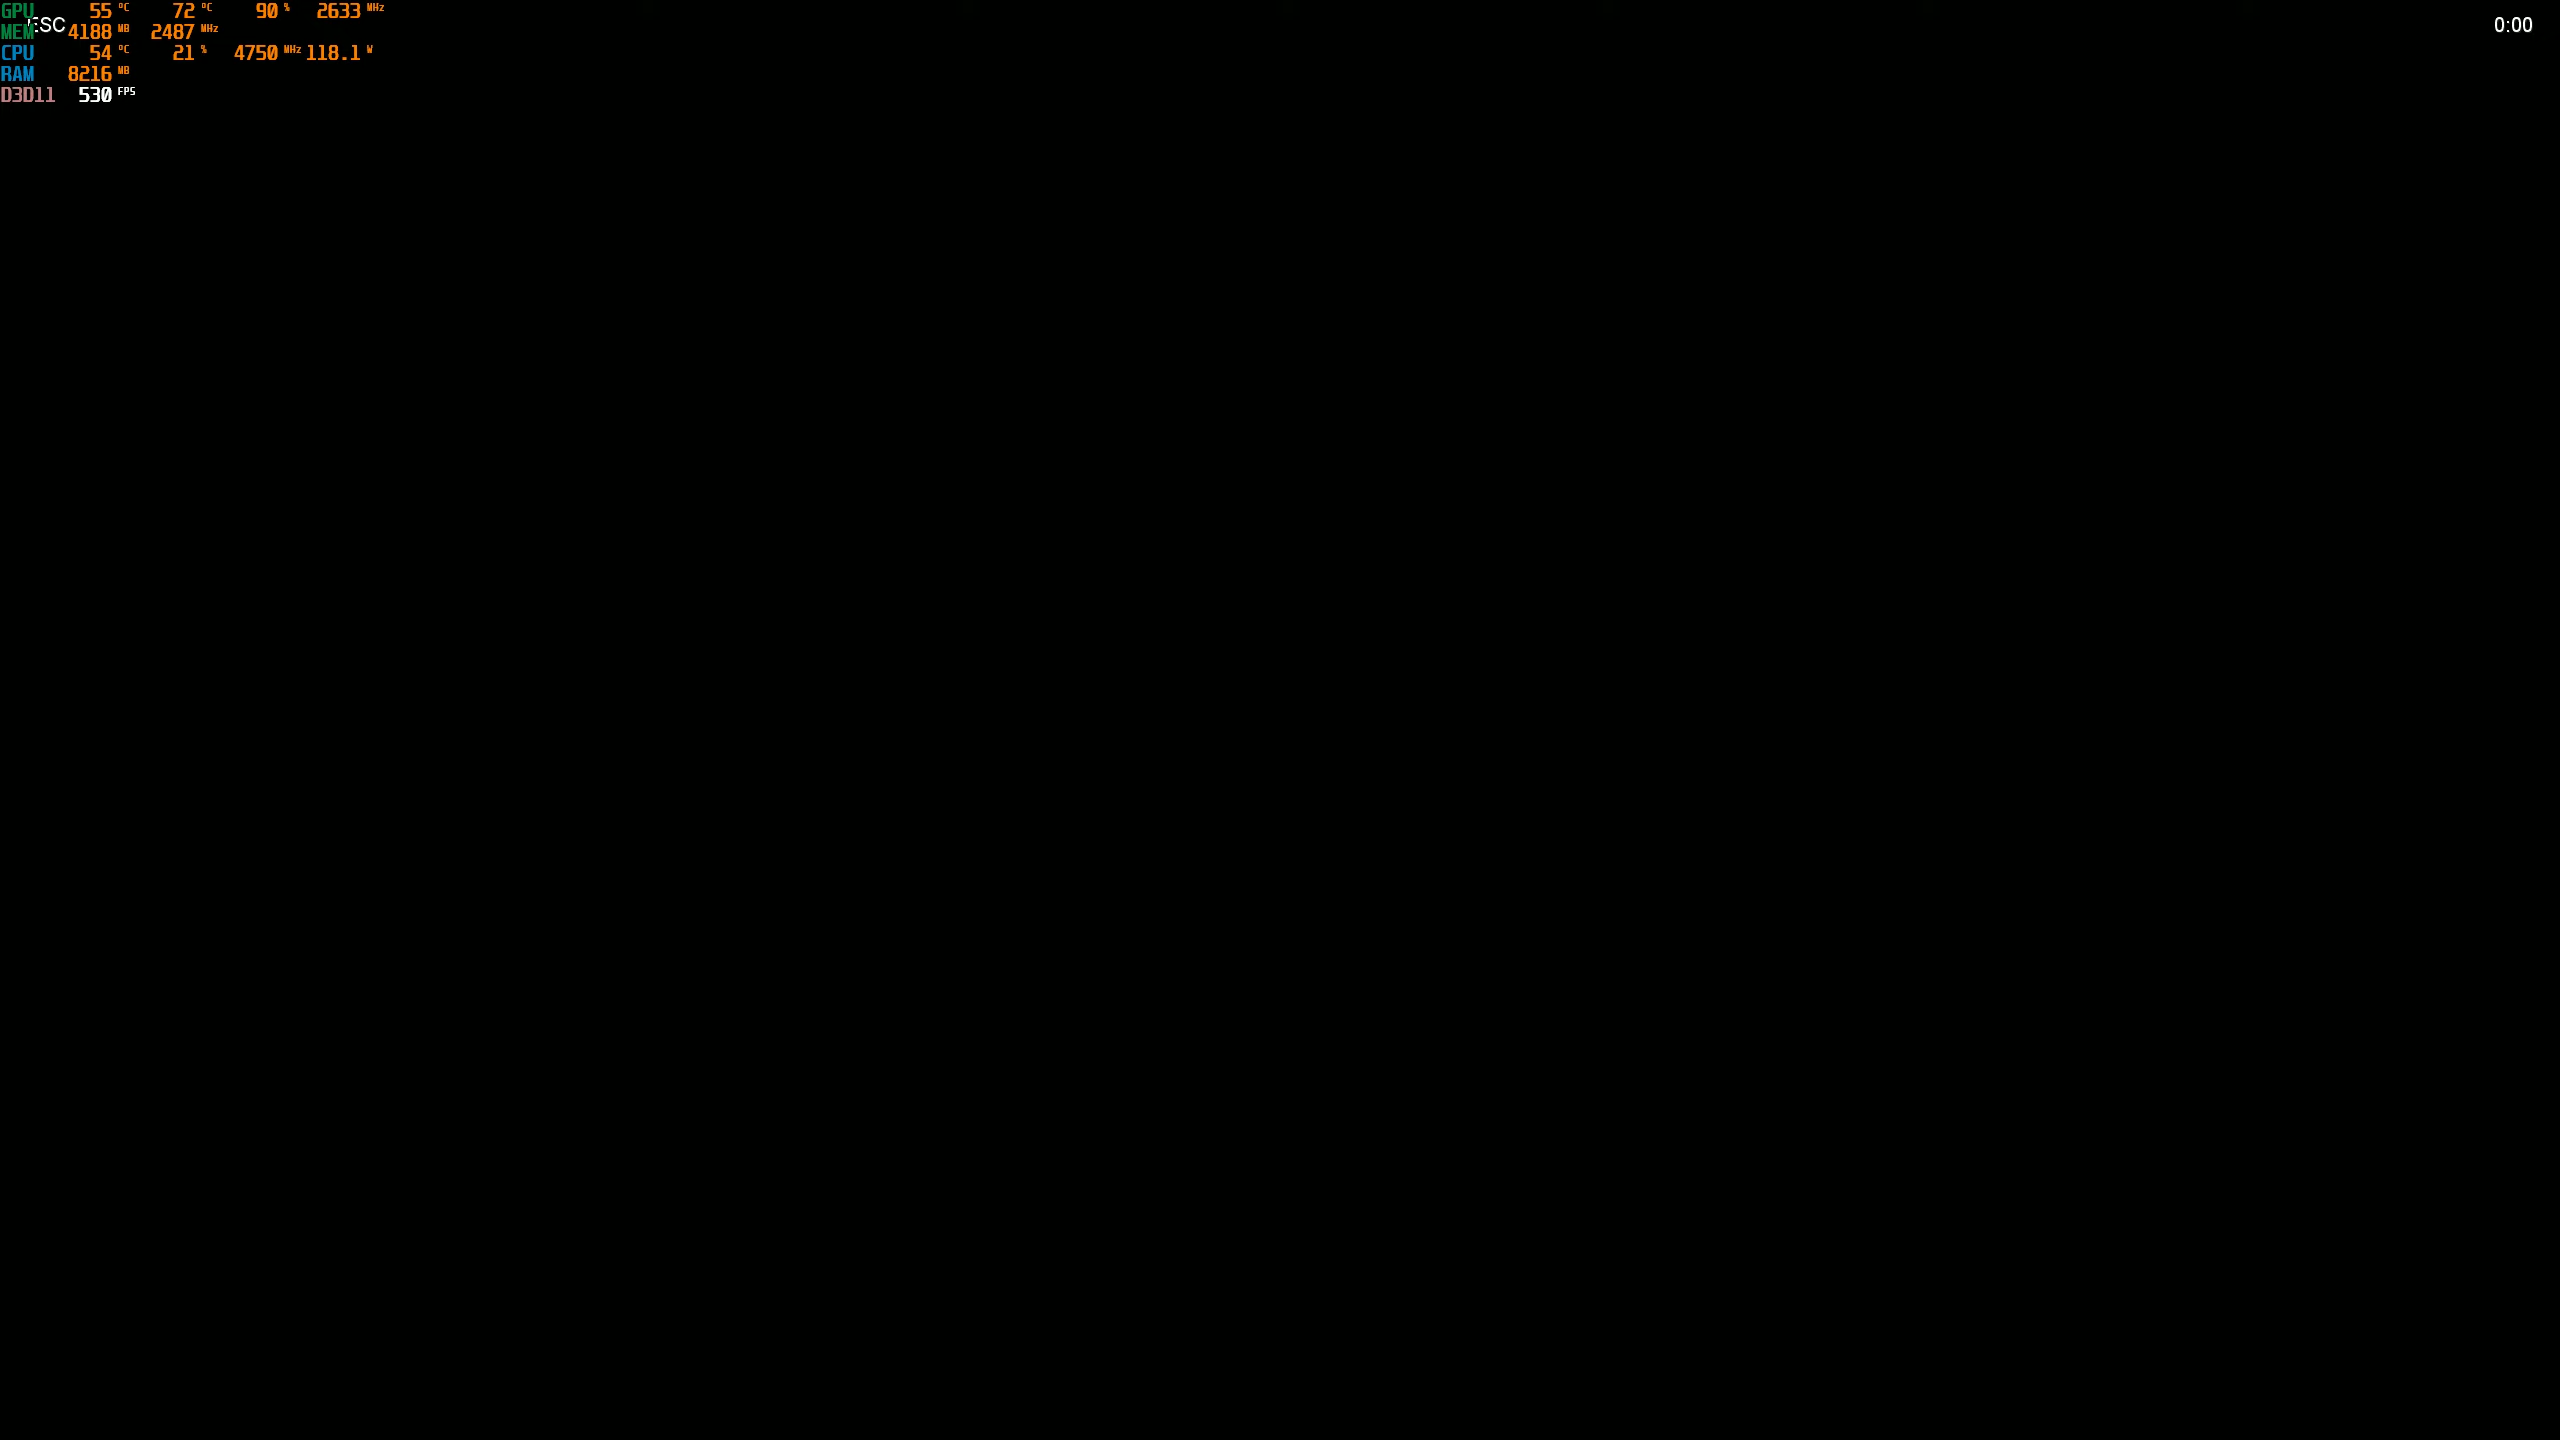 GPU 55 °C 72 °C 90 % 2633 MHz
ESC 0:00
MEM 4188 MB 2487 MHz
CPU 54 °C 21 % 4750 MHz 118.1 W
RAM 8216 MB
D3D11 530 FPS